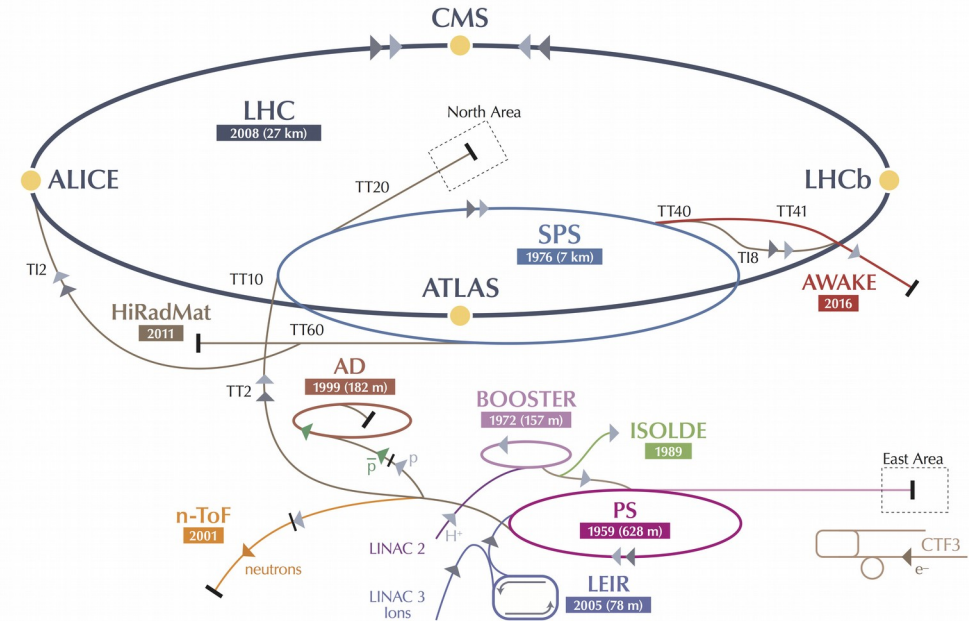 CMS
LHC
2008 (27 km)
North Area
ALICE
LHCb
TT20
TT40
TT41
SPS
1976 (7 km)
TI8
TI2
TT10
ATLAS
AWAKE
2016
HiRadMat
2011
TT60
AD
1999 (182 m)
TT2
BOOSTER
1972 (157 m)
ISOLDE
1989
p
p
East Area
n-ToF
2001
PS
1959 (628 m)
H+
LINAC 2
neutrons
CTF3
e–
LEIR
2005 (78 m)
LINAC 3
Ions